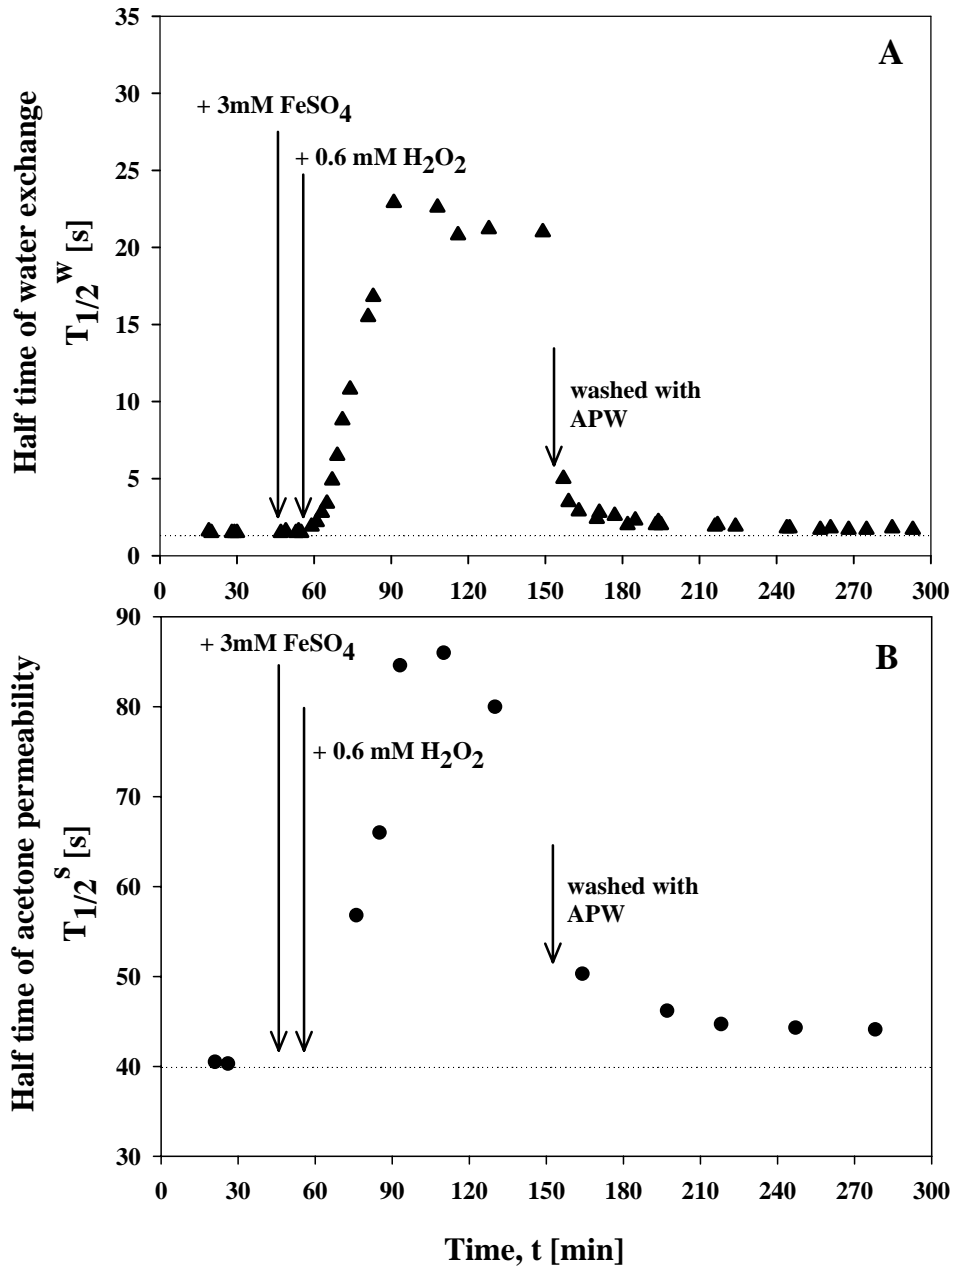 35
A
30
+ 3mM FeSO4
+ 0.6 mM H2O2
25
20
15
10
washed with
APW
5
0
0 30 60 90 120 150 180 210 240 270 300
Half time of water exchange
T1/2^w [s]
90
+ 3mM FeSO4
B
80
+ 0.6 mM H2O2
70
60
washed with
APW
50
40
30
0 30 60 90 120 150 180 210 240 270 300
Half time of acetone permeability
T1/2^s [s]
Time, t [min]